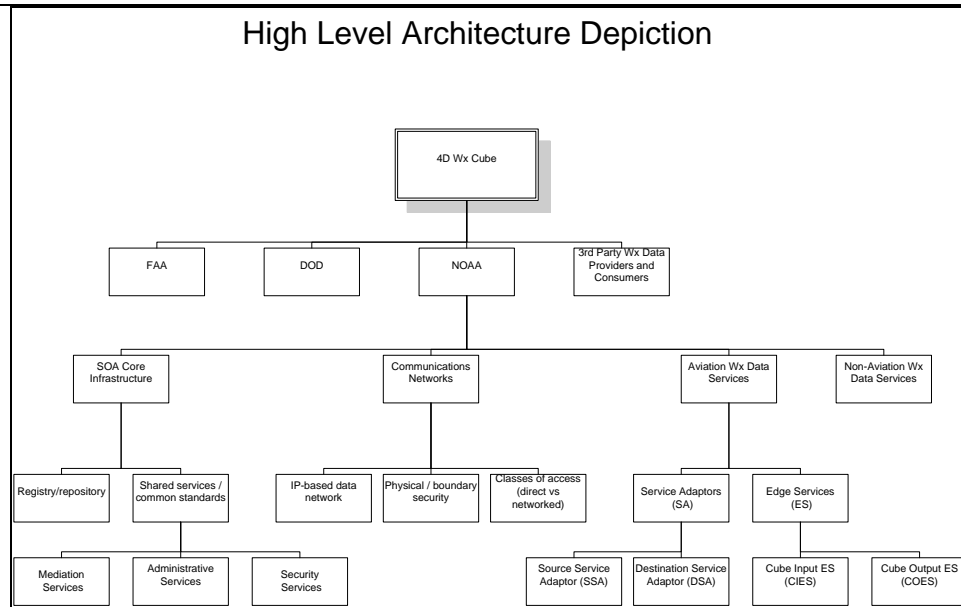 High Level Architecture Depiction
4D Wx Cube
FAA
DOD
NOAA
3rd Party Wx Data
Providers and
Consumers
SOA Core
Infrastructure
Communications
Networks
Aviation Wx Data
Services
Non-Aviation Wx
Data Services
Registry/repository
Shared services /
common standards
IP-based data
network
Physical / boundary
security
Classes of access
(direct vs
networked)
Service Adaptors
(SA)
Edge Services
(ES)
Mediation
Services
Administrative
Services
Security
Services
Source Service
Adaptor (SSA)
Destination Service
Adaptor (DSA)
Cube Input ES
(CIES)
Cube Output ES
(COES)